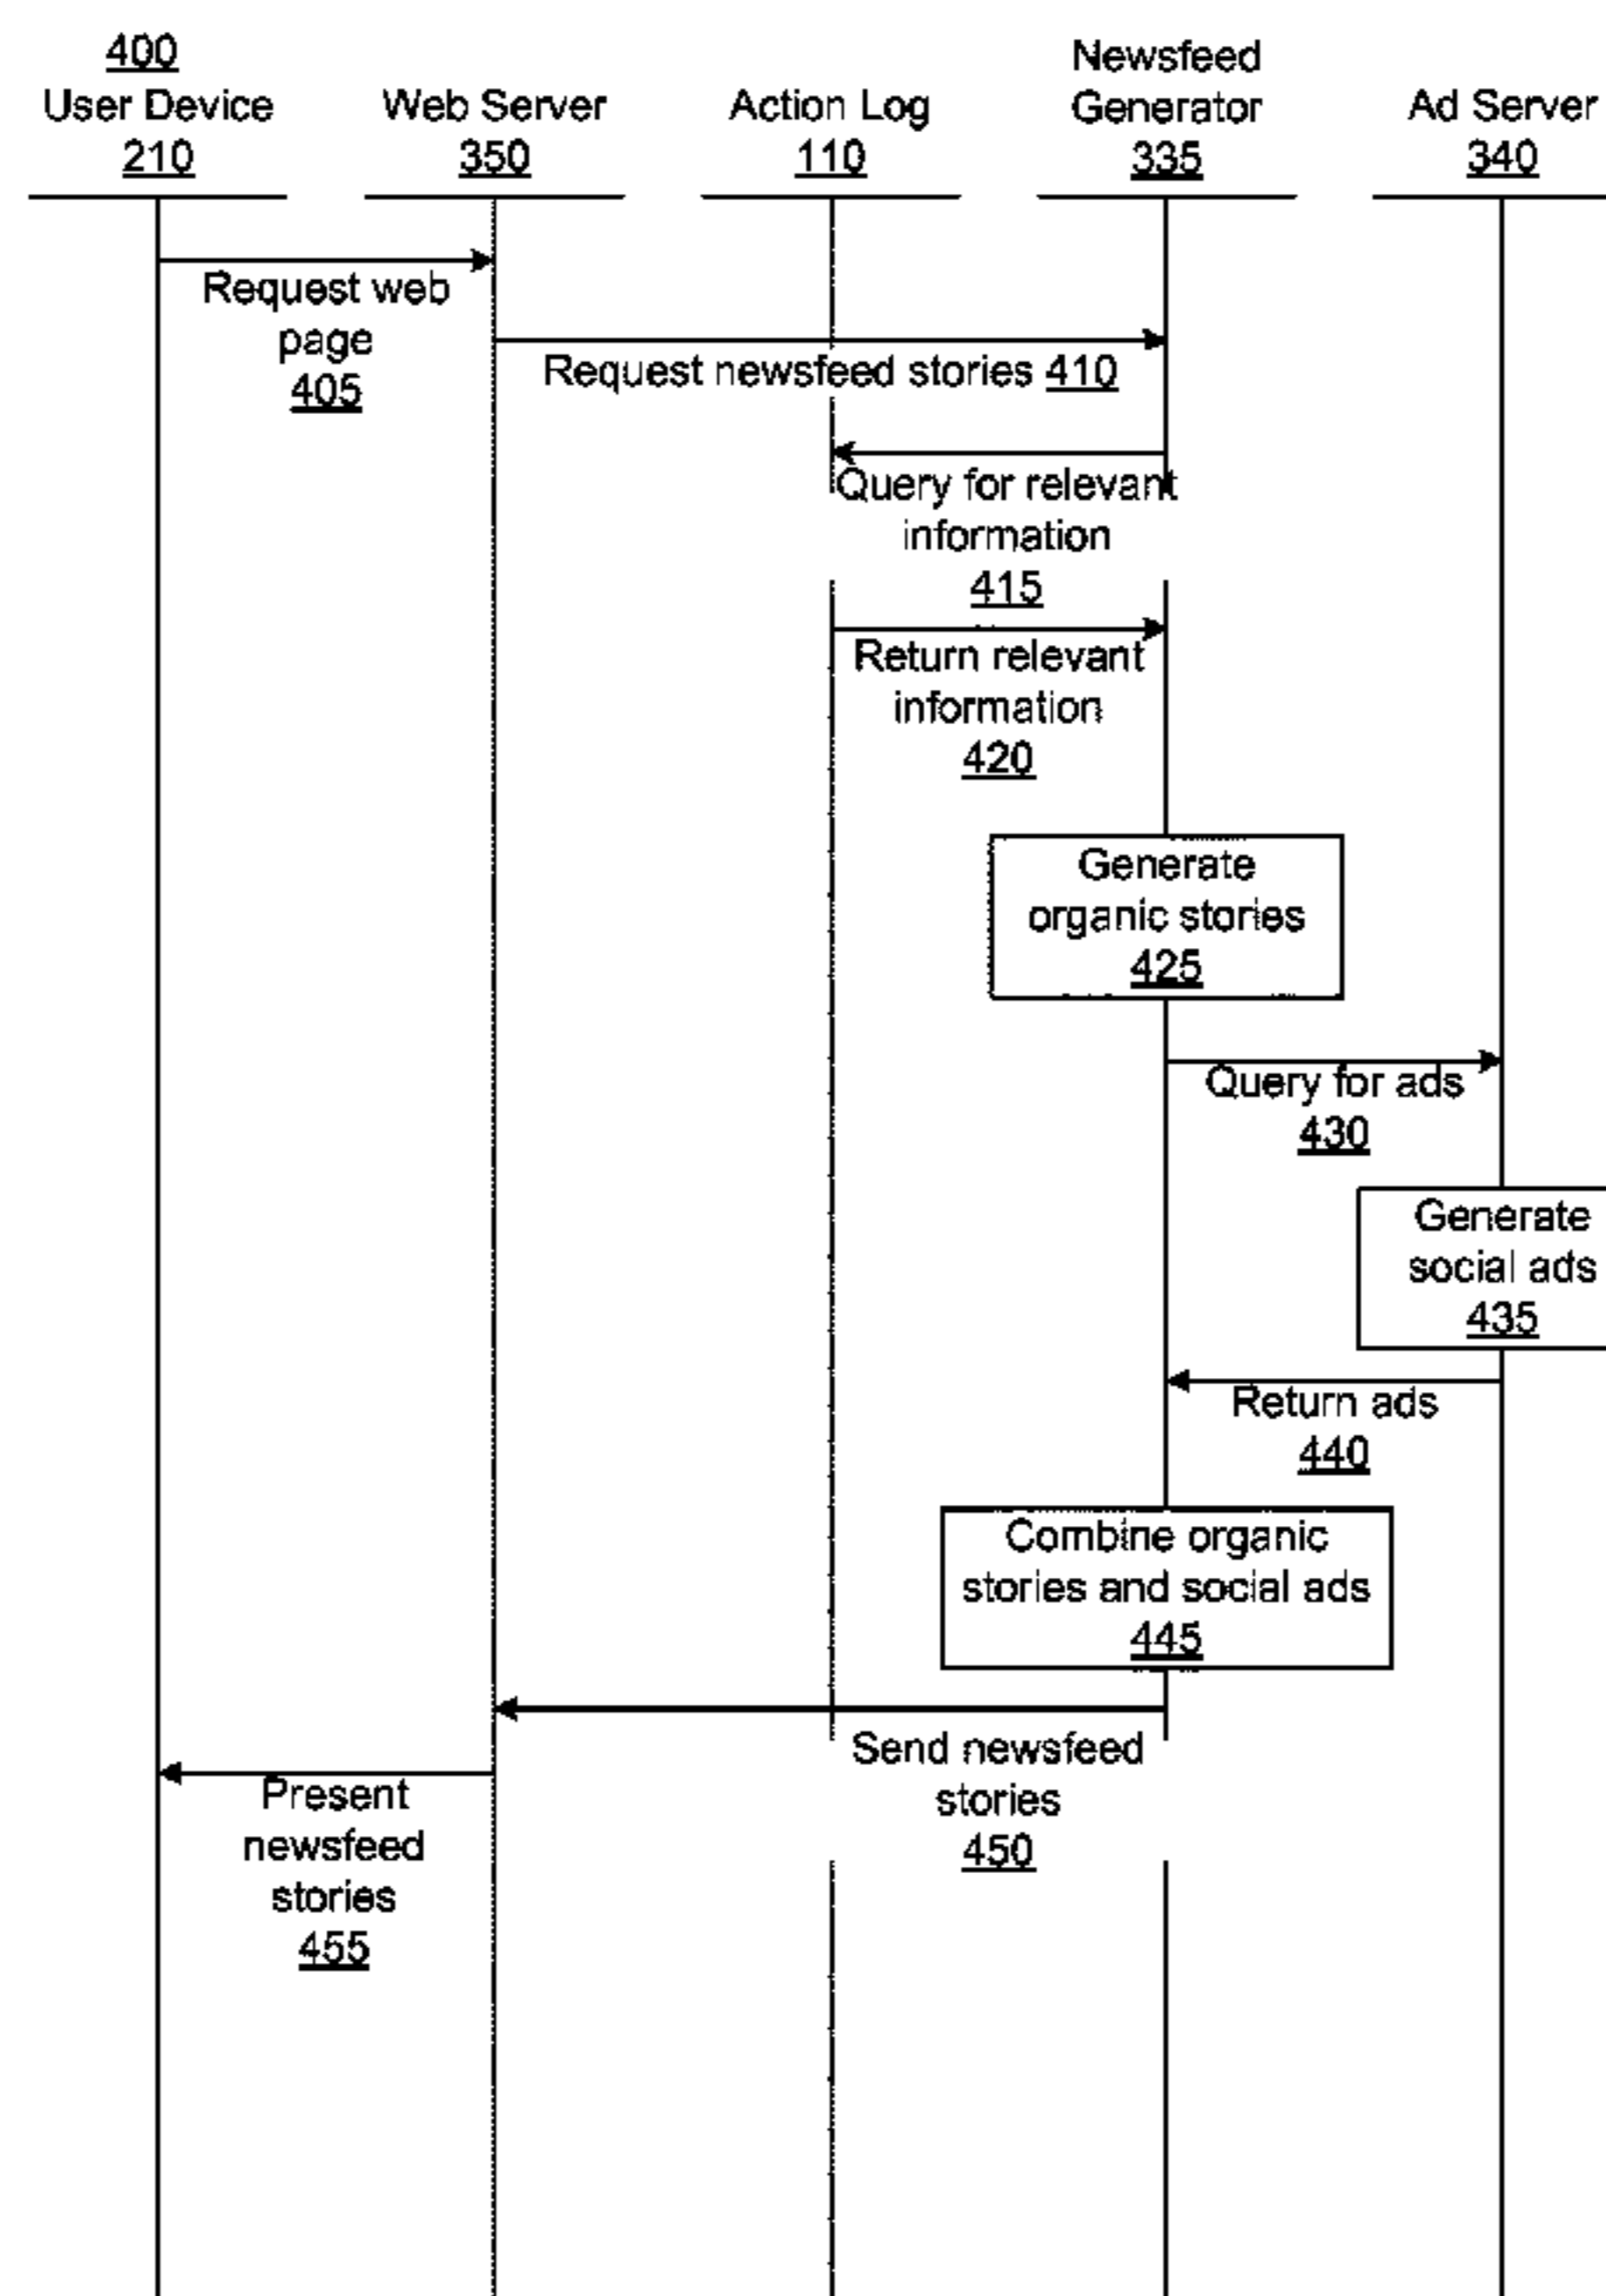 400
User Device
210
Web Server
350
Action Log
110
Newsfeed
Generator
335
Ad Server
340
Request web
page
405
Request newsfeed stories 410
Query for relevant
information
415
Return relevant
information
420
Generate
organic stories
425
Query for ads
430
Generate
social ads
435
Return ads
440
Combine organic
stories and social ads
445
Send newsfeed
stories
450
Present
newsfeed
stories
455